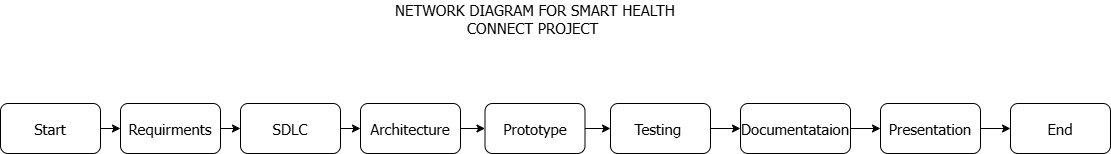 NETWORK DIAGRAM FOR SMART HEALTH
CONNECT PROJECT
Start
Requirments
SDLC
Architecture
Prototype
Testing
Documentataion
Presentation
End